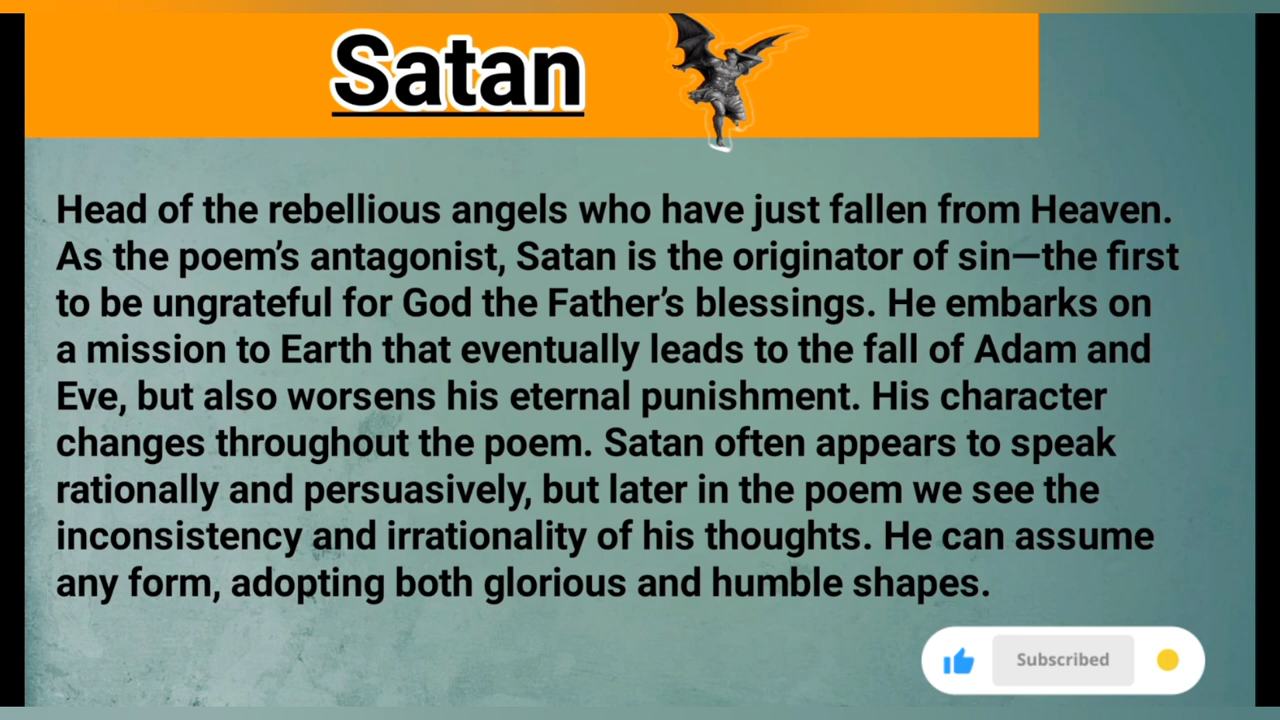 Satan
Head of the rebellious angels who have just fallen from Heaven.
As the poem’s antagonist, Satan is the originator of sin—the first
to be ungrateful for God the Father’s blessings. He embarks on
a mission to Earth that eventually leads to the fall of Adam and
Eve, but also worsens his eternal punishment. His character
changes throughout the poem. Satan often appears to speak
rationally and persuasively, but later in the poem we see the
inconsistency and irrationality of his thoughts. He can assume
any form, adopting both glorious and humble shapes.
Subscribed